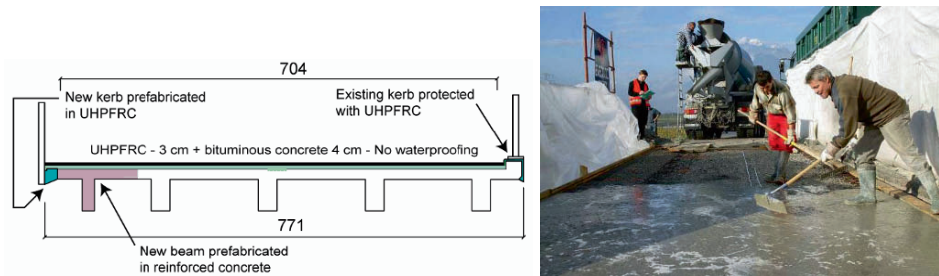 704
New kerb prefabricated
in UHPFRC
Existing kerb protected
with UHPFRC
UHPFRC - 3 cm + bituminous concrete 4 cm - No waterproofing
771
New beam prefabricated
in reinforced concrete